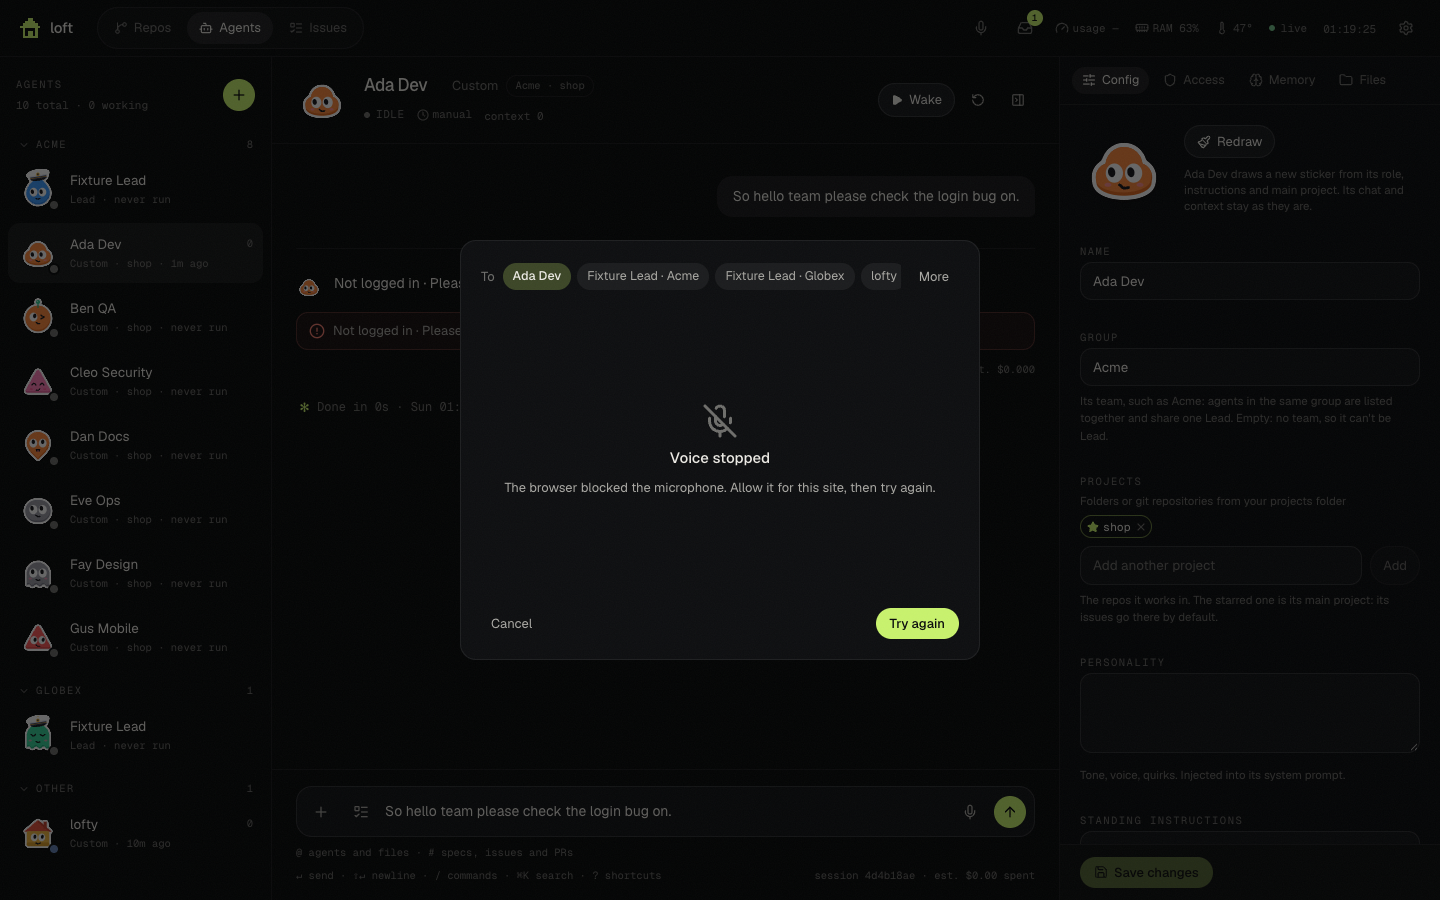 loft
Repos
Agents
Issues
1
usage —
RAM 63%
47°
live
01:19:25
AGENTS
10 total · 0 working
ACME
8
Fixture Lead
Lead · never run
Ada Dev
0
Custom · shop · 1m ago
Ben QA
Custom · shop · never run
Cleo Security
Custom · shop · never run
Dan Docs
Custom · shop · never run
Eve Ops
Custom · shop · never run
Fay Design
Custom · shop · never run
Gus Mobile
Custom · shop · never run
GLOBEX
1
Fixture Lead
Lead · never run
OTHER
1
lofty
0
Custom · 10m ago
Ada Dev
Custom
Acme · shop
IDLE
manual
context 0
Wake
So hello team please check the login bug on.
Not logged in · Pleas
Not logged in · Please
t. $0.000
Done in 0s · Sun 01:
To
Ada Dev
Fixture Lead · Acme
Fixture Lead · Globex
lofty
More
Voice stopped
The browser blocked the microphone. Allow it for this site, then try again.
Cancel
Try again
So hello team please check the login bug on.
@ agents and files · # specs, issues and PRs
↵ send · ⇧↵ newline · / commands · ⌘K search · ? shortcuts
session 4d4b18ae · est. $0.00 spent
Config
Access
Memory
Files
Redraw
Ada Dev draws a new sticker from its role,
instructions and main project. Its chat and
context stay as they are.
NAME
Ada Dev
GROUP
Acme
Its team, such as Acme: agents in the same group are listed
together and share one Lead. Empty: no team, so it can't be
Lead.
PROJECTS
Folders or git repositories from your projects folder
shop
Add another project
Add
The repos it works in. The starred one is its main project: its
issues go there by default.
PERSONALITY
Tone, voice, quirks. Injected into its system prompt.
STANDING INSTRUCTIONS
Save changes